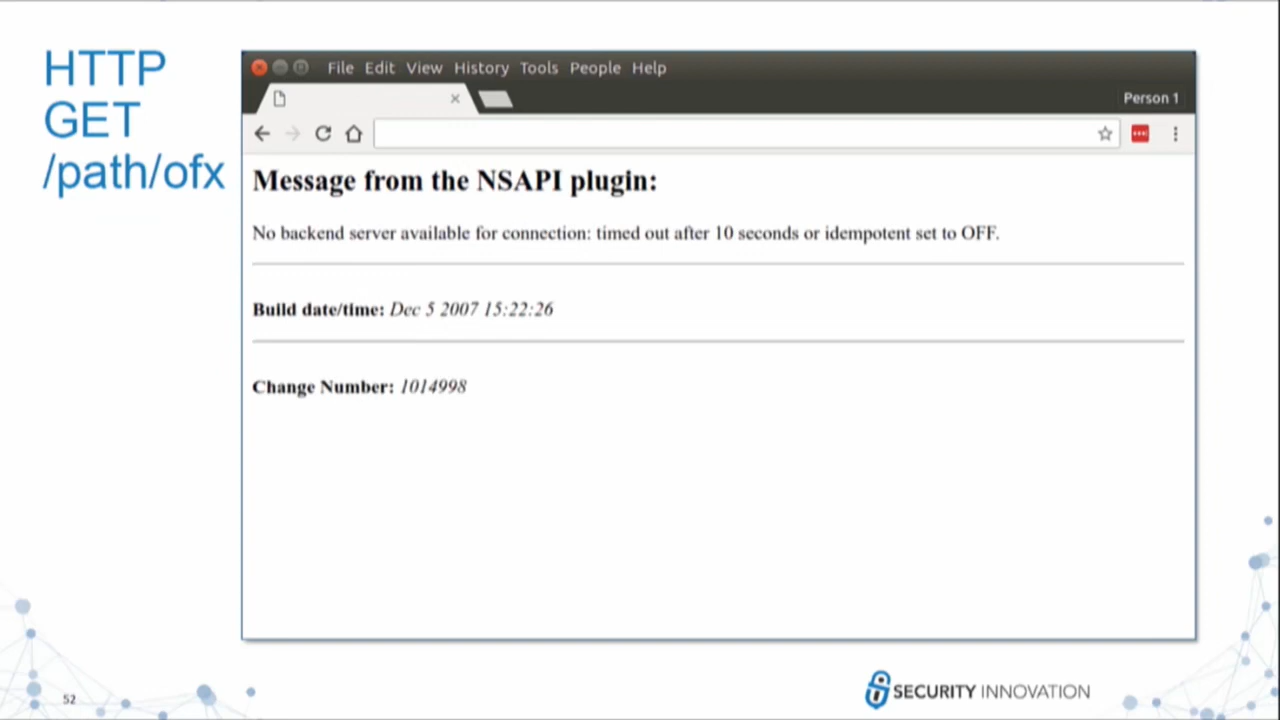 HTTP
GET
/path/ofx
File Edit View History Tools People Help
Person 1
Message from the NSAPI plugin:
No backend server available for connection: timed out after 10 seconds or idempotent set to OFF.
Build date/time: Dec 5 2007 15:22:26
Change Number: 1014998
52
SECURITY INNOVATION